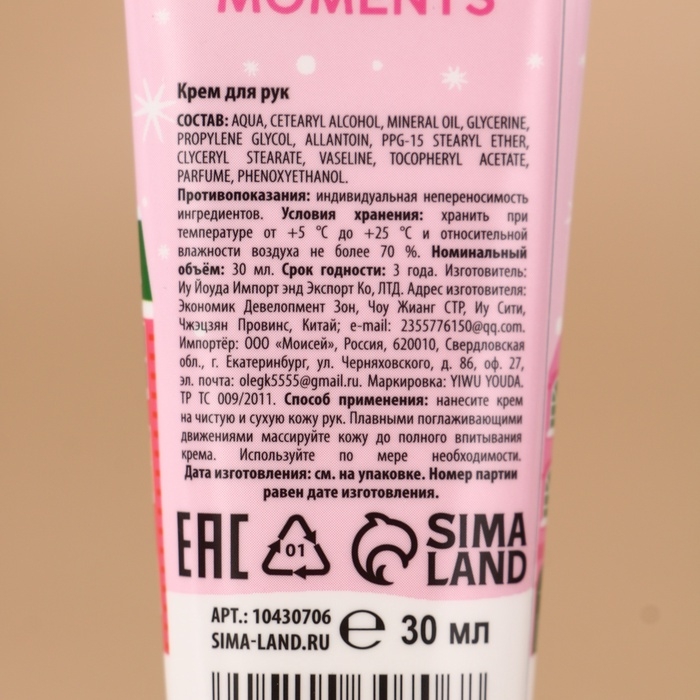 MOMENTS
Крем для рук
СОСТАВ: AQUA, CETEARYL ALCOHOL, MINERAL OIL, GLYCERINE,
PROPYLENE GLYCOL, ALLANTOIN, PPG-15 STEARYL ETHER,
CLYCERYL STEARATE, VASELINE, TOCOPHERYL ACETATE,
PARFUME, PHENOXYETHANOL.
Противопоказания: индивидуальная непереносимость
ингредиентов. Условия хранения: хранить при
температуре от +5 °С до +25 °С и относительной
влажности воздуха не более 70 %. Номинальный
объём: 30 мл. Срок годности: 3 года. Изготовитель:
Иу Йоуда Импорт энд Экспорт Ко, ЛТД. Адрес изготовителя:
Экономик Девелопмент Зон, Чоу Жианг СТР, Иу Сити,
Чжэцзян Провинс, Китай; e-mail: 2355776150@qq.com.
Импортёр: ООО «Моисей», Россия, 620010, Свердловская
обл., г. Екатеринбург, ул. Черняховского, д. 86, оф. 27,
эл. почта: olegk5555@gmail.ru. Маркировка: YIWU YOUDA.
ТР ТС 009/2011. Способ применения: нанесите крем
на чистую и сухую кожу рук. Плавными поглаживающими
движениями массируйте кожу до полного впитывания
крема. Используйте по мере необходимости.
Дата изготовления: см. на упаковке. Номер партии
равен дате изготовления.
EAC 01 SIMA
LAND
АРТ.: 10430706
SIMA-LAND.RU ℮ 30 мл